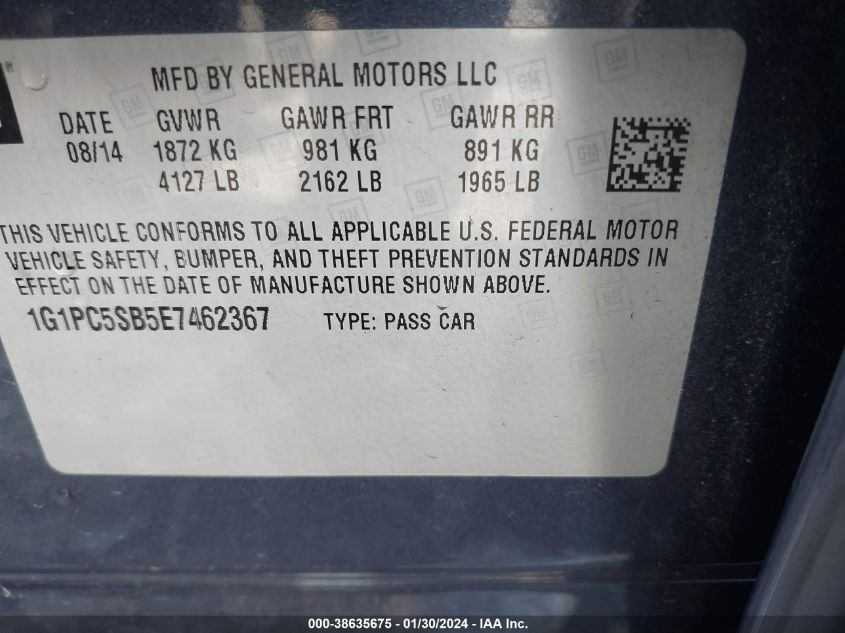 MFD BY GENERAL MOTORS LLC
DATE GVWR GAWR FRT GAWR RR
08/14 1872 KG 981 KG 891 KG
4127 LB 2162 LB 1965 LB
THIS VEHICLE CONFORMS TO ALL APPLICABLE U.S. FEDERAL MOTOR
VEHICLE SAFETY, BUMPER, AND THEFT PREVENTION STANDARDS IN
EFFECT ON THE DATE OF MANUFACTURE SHOWN ABOVE.
1G1PC5SB5E7462367 TYPE: PASS CAR
000-38635675 - 01/30/2024 - IAA Inc.